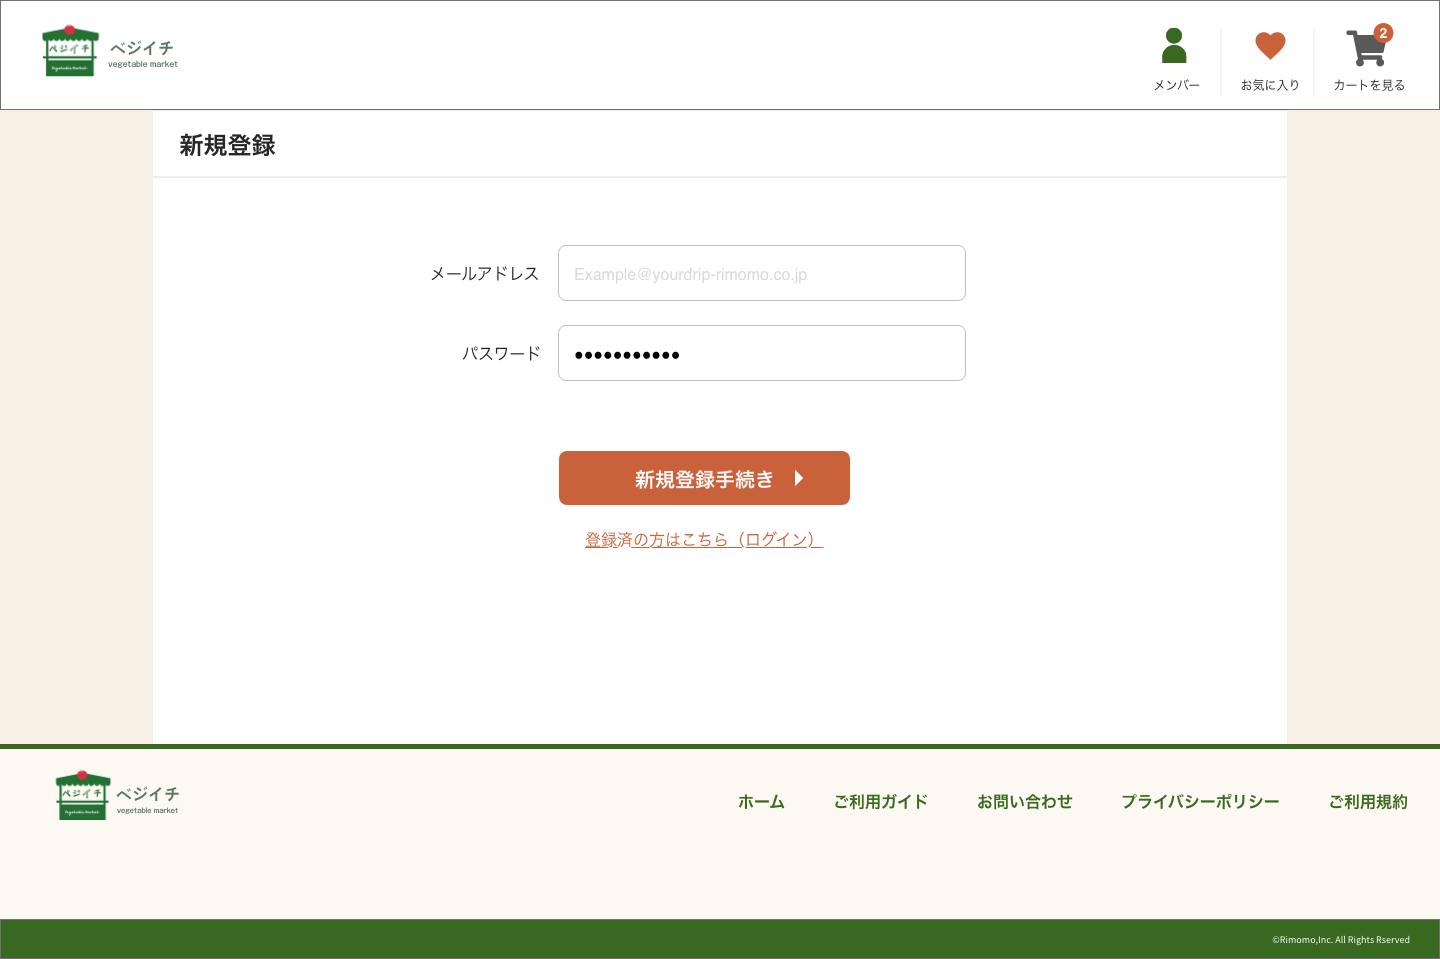 ベジイチ
Vegetable Market
ベジイチ
vegetable market
メンバー
お気に入り
2
カートを見る
新規登録
メールアドレス
Example@yourdrip-rimomo.co.jp
パスワード
新規登録手続き
登録済の方はこちら（ログイン）
ベジイチ
Vegetable Market
ベジイチ
vegetable market
ホーム
ご利用ガイド
お問い合わせ
プライバシーポリシー
ご利用規約
©Rimomo,Inc. All Rights Rserved